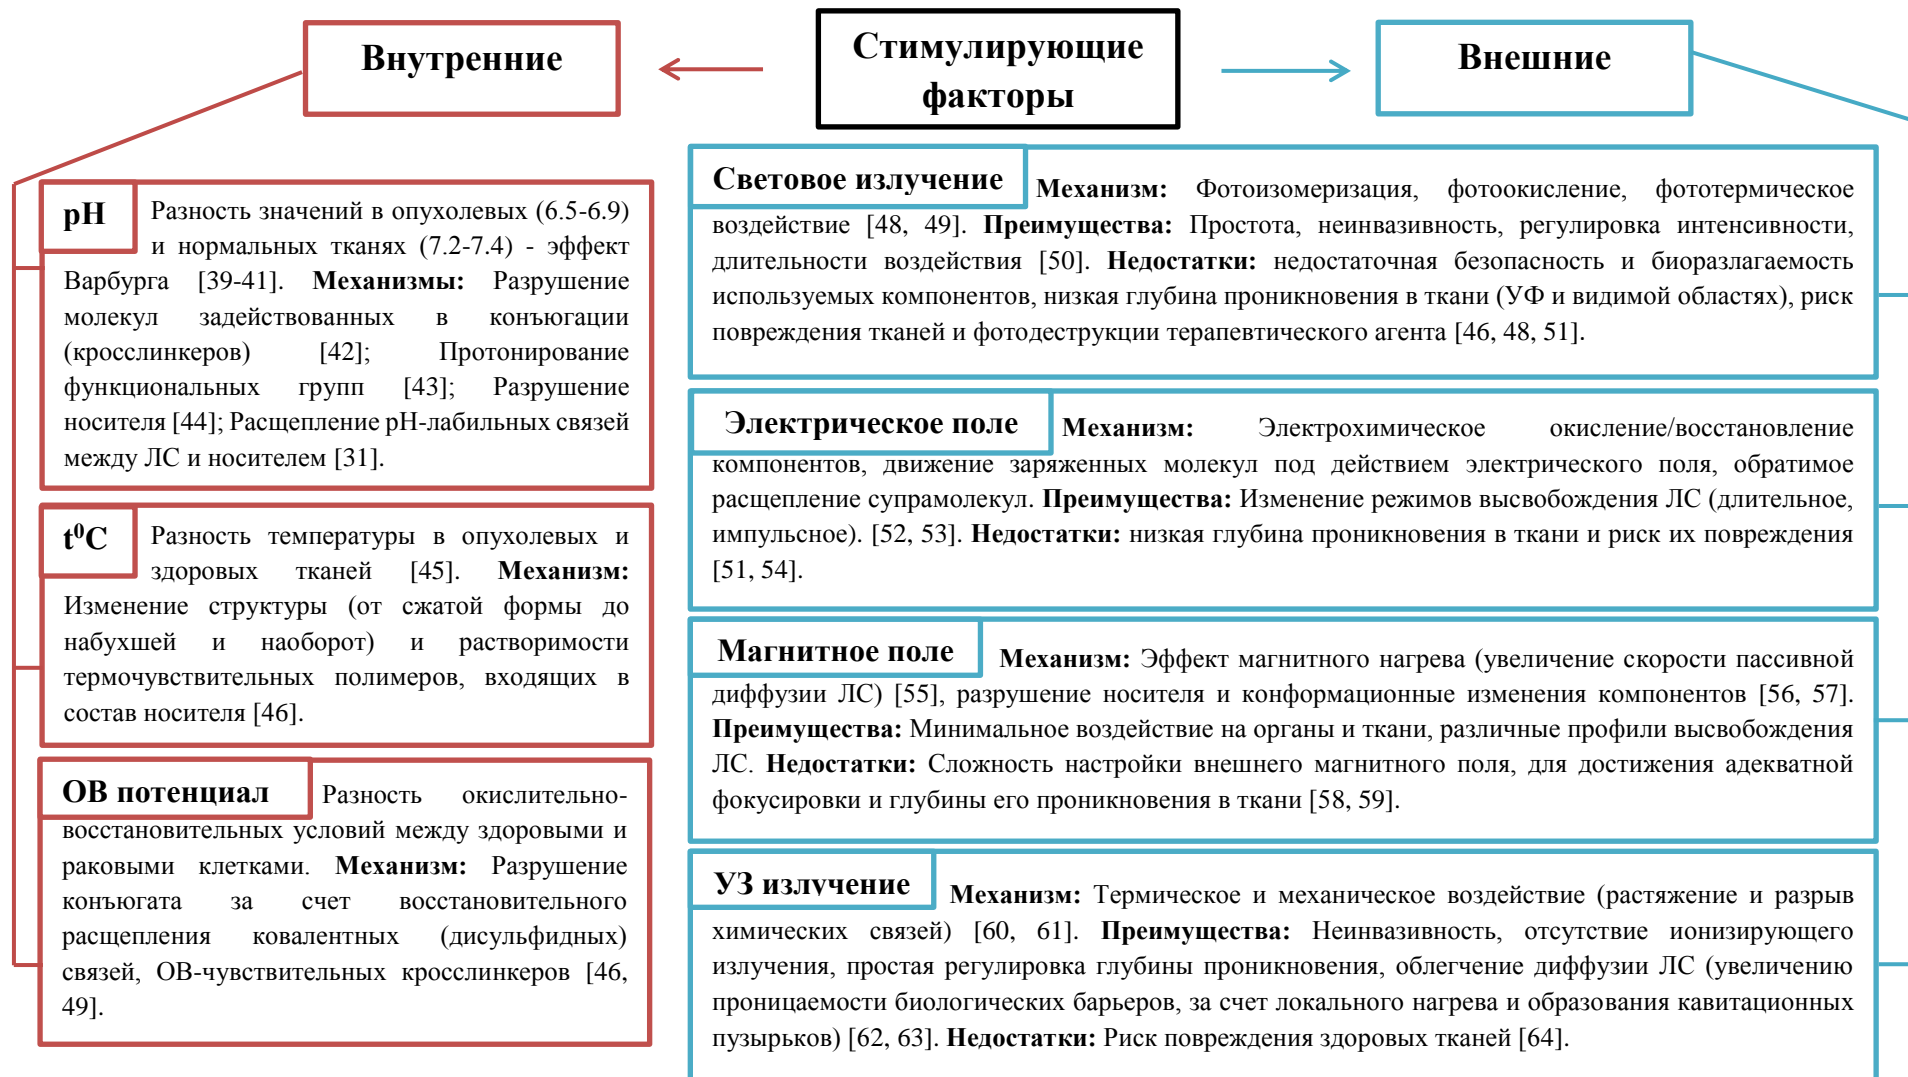 Внутренние
Стимулирующие
факторы
Внешние
pH
Разность значений в опухолевых (6.5-6.9)
и нормальных тканях (7.2-7.4) - эффект
Варбурга [39-41]. Механизмы: Разрушение
молекул задействованных в конъюгации
(кросслинкеров) [42]; Протонирование
функциональных групп [43]; Разрушение
носителя [44]; Расщепление pH-лабильных связей
между ЛС и носителем [31].
t⁰C
Разность температуры в опухолевых и
здоровых тканей [45]. Механизм:
Изменение структуры (от сжатой формы до
набухшей и наоборот) и растворимости
термочувствительных полимеров, входящих в
состав носителя [46].
ОВ потенциал
Разность окислительно-
восстановительных условий между здоровыми и
раковыми клетками. Механизм: Разрушение
конъюгата за счет восстановительного
расщепления ковалентных (дисульфидных)
связей, ОВ-чувствительных кросслинкеров [46,
49].
Световое излучение
Механизм: Фотоизомеризация, фотоокисление, фототермическое
воздействие [48, 49]. Преимущества: Простота, неинвазивность, регулировка интенсивности,
длительности воздействия [50]. Недостатки: недостаточная безопасность и биоразлагаемость
используемых компонентов, низкая глубина проникновения в ткани (УФ и видимой областях), риск
повреждения тканей и фотодеструкции терапевтического агента [46, 48, 51].
Электрическое поле
Механизм: Электрохимическое окисление/восстановление
компонентов, движение заряженных молекул под действием электрического поля, обратимое
расщепление супрамолекул. Преимущества: Изменение режимов высвобождения ЛС (длительное,
импульсное). [52, 53]. Недостатки: низкая глубина проникновения в ткани и риск их повреждения
[51, 54].
Магнитное поле
Механизм: Эффект магнитного нагрева (увеличение скорости пассивной
диффузии ЛС) [55], разрушение носителя и конформационные изменения компонентов [56, 57].
Преимущества: Минимальное воздействие на органы и ткани, различные профили высвобождения
ЛС. Недостатки: Сложность настройки внешнего магнитного поля, для достижения адекватной
фокусировки и глубины его проникновения в ткани [58, 59].
УЗ излучение
Механизм: Термическое и механическое воздействие (растяжение и разрыв
химических связей) [60, 61]. Преимущества: Неинвазивность, отсутствие ионизирующего
излучения, простая регулировка глубины проникновения, облегчение диффузии ЛС (увеличению
проницаемости биологических барьеров, за счет локального нагрева и образования кавитационных
пузырьков) [62, 63]. Недостатки: Риск повреждения здоровых тканей [64].